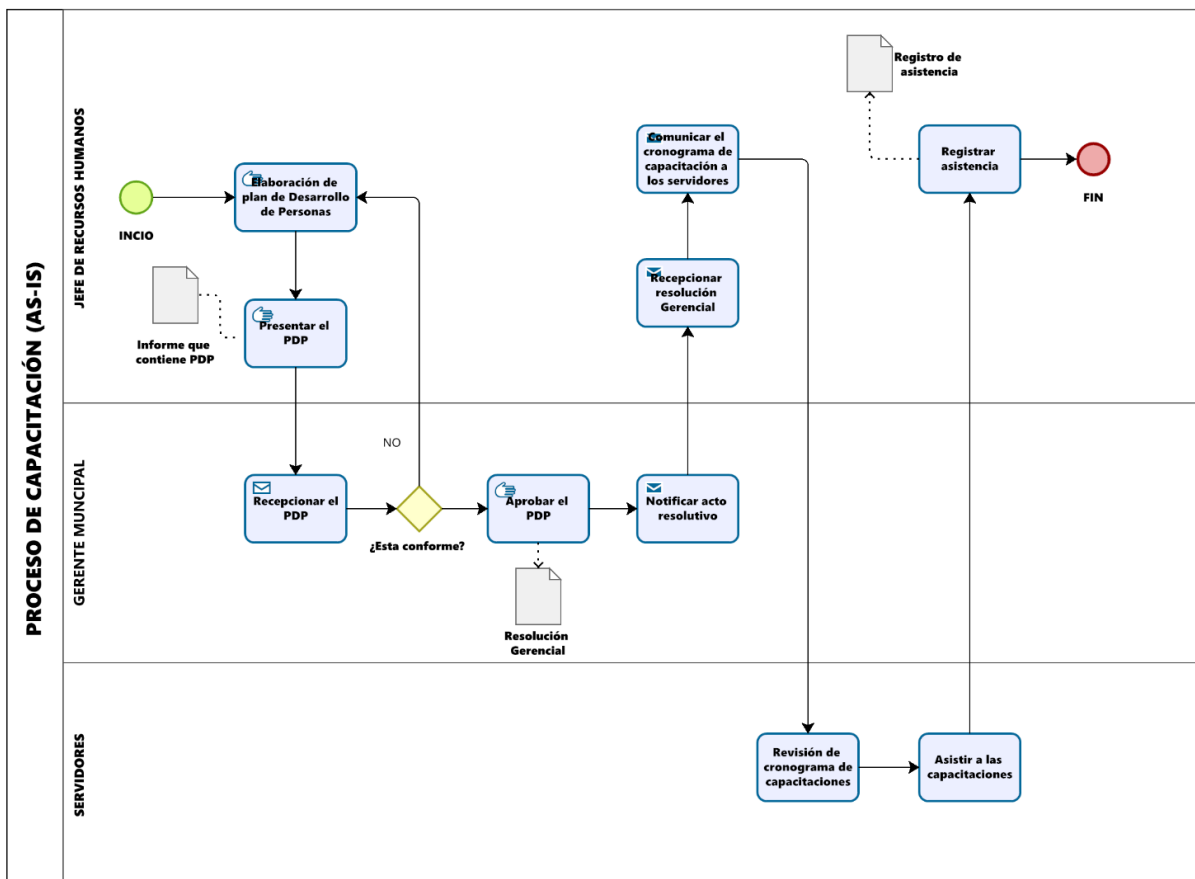 PROCESO DE CAPACITACIÓN (AS-IS)
JEFE DE RECURSOS HUMANOS
INCIO
Elaboración de
plan de Desarrollo
de Personas
Informe que
contiene PDP
Presentar el
PDP
Comunicar el
cronograma de
capacitación a
los servidores
Recepcionar
resolución
Gerencial
Registro de
asistencia
Registrar
asistencia
FIN
GERENTE MUNCIPAL
NO
Recepcionar el
PDP
¿Esta conforme?
Aprobar el
PDP
Resolución
Gerencial
Notificar acto
resolutivo
SERVIDORES
Revisión de
cronograma de
capacitaciones
Asistir a las
capacitaciones